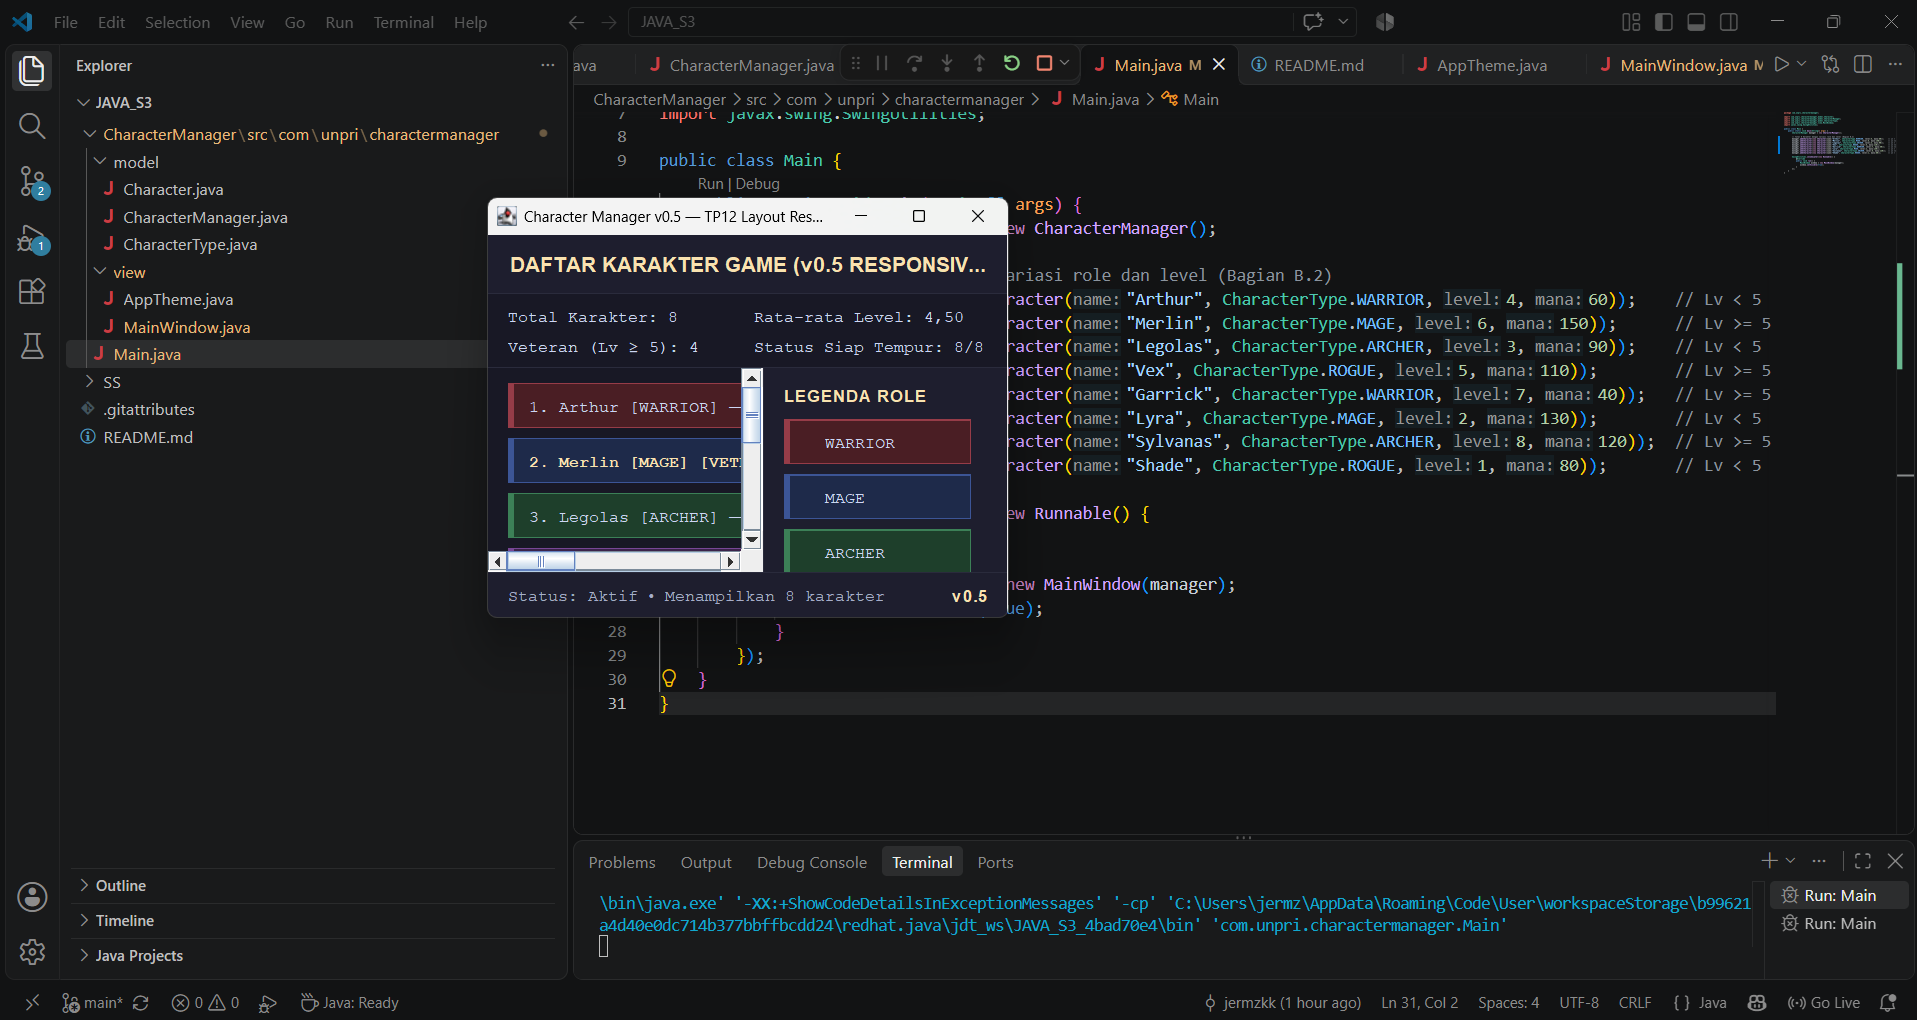 File Edit Selection View Go Run Terminal Help
JAVA_S3
Explorer
JAVA_S3
CharacterManager\src\com\unpri\charactermanager
model
Character.java
CharacterManager.java
CharacterType.java
view
AppTheme.java
MainWindow.java
Main.java
SS
.gitattributes
README.md
Outline
Timeline
Java Projects
ava
CharacterManager.java
Main.java M
README.md
AppTheme.java
MainWindow.java
CharacterManager > src > com > unpri > charactermanager > Main.java > Main
7 import javax.swing.SwingUtilities;
8
9 public class Main {
Run | Debug
args) {
ew CharacterManager();
ariasi role dan level (Bagian B.2)
racter(name: "Arthur", CharacterType.WARRIOR, level: 4, mana: 60)); // Lv < 5
racter(name: "Merlin", CharacterType.MAGE, level: 6, mana: 150)); // Lv >= 5
racter(name: "Legolas", CharacterType.ARCHER, level: 3, mana: 90)); // Lv < 5
racter(name: "Vex", CharacterType.ROGUE, level: 5, mana: 110)); // Lv >= 5
racter(name: "Garrick", CharacterType.WARRIOR, level: 7, mana: 40)); // Lv >= 5
racter(name: "Lyra", CharacterType.MAGE, level: 2, mana: 130)); // Lv < 5
racter(name: "Sylvanas", CharacterType.ARCHER, level: 8, mana: 120)); // Lv >= 5
racter(name: "Shade", CharacterType.ROGUE, level: 1, mana: 80)); // Lv < 5
ew Runnable() {
new MainWindow(manager);
ue);
28 }
29 });
30 }
31 }
Character Manager v0.5 — TP12 Layout Res...
DAFTAR KARAKTER GAME (v0.5 RESPONSIV...
Total Karakter: 8
Rata-rata Level: 4,50
Veteran (Lv ≥ 5): 4
Status Siap Tempur: 8/8
1. Arthur [WARRIOR] —
2. Merlin [MAGE] [VET
3. Legolas [ARCHER] —
LEGENDA ROLE
WARRIOR
MAGE
ARCHER
Status: Aktif • Menampilkan 8 karakter
v0.5
Problems Output Debug Console Terminal Ports
\bin\java.exe' '-XX:+ShowCodeDetailsInExceptionMessages' '-cp' 'C:\Users\jermz\AppData\Roaming\Code\User\workspaceStorage\b99621
a4d40e0dc714b377bbffbcdd24\redhat.java\jdt_ws\JAVA_S3_4bad70e4\bin' 'com.unpri.charactermanager.Main'
Run: Main
Run: Main
2
1
main* 0 0 Java: Ready
jermzkk (1 hour ago) Ln 31, Col 2 Spaces: 4 UTF-8 CRLF { } Java Go Live